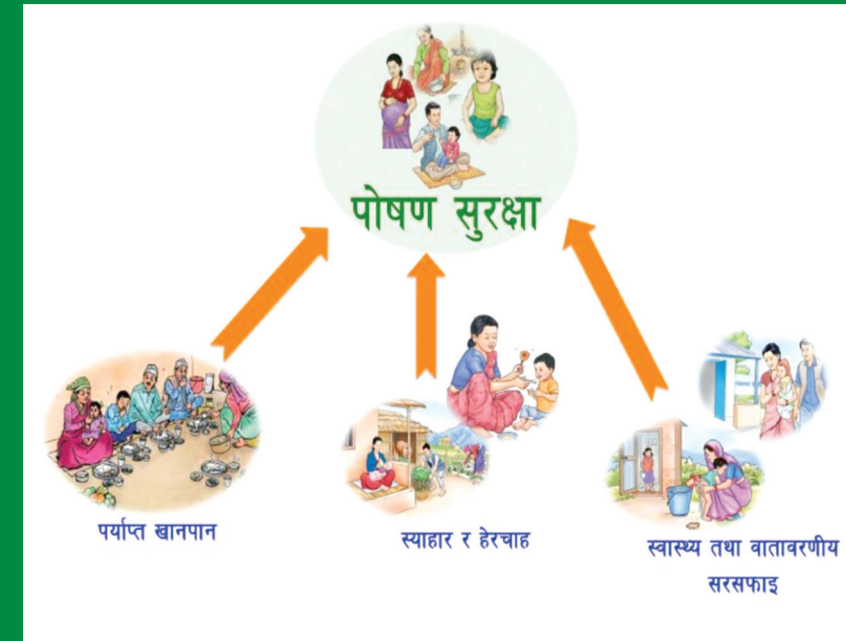 पोषण सुरक्षा
पर्याप्त खानपान
स्याहार र हेरचाह
स्वास्थ्य तथा वातावरणीय
सरसफाइ